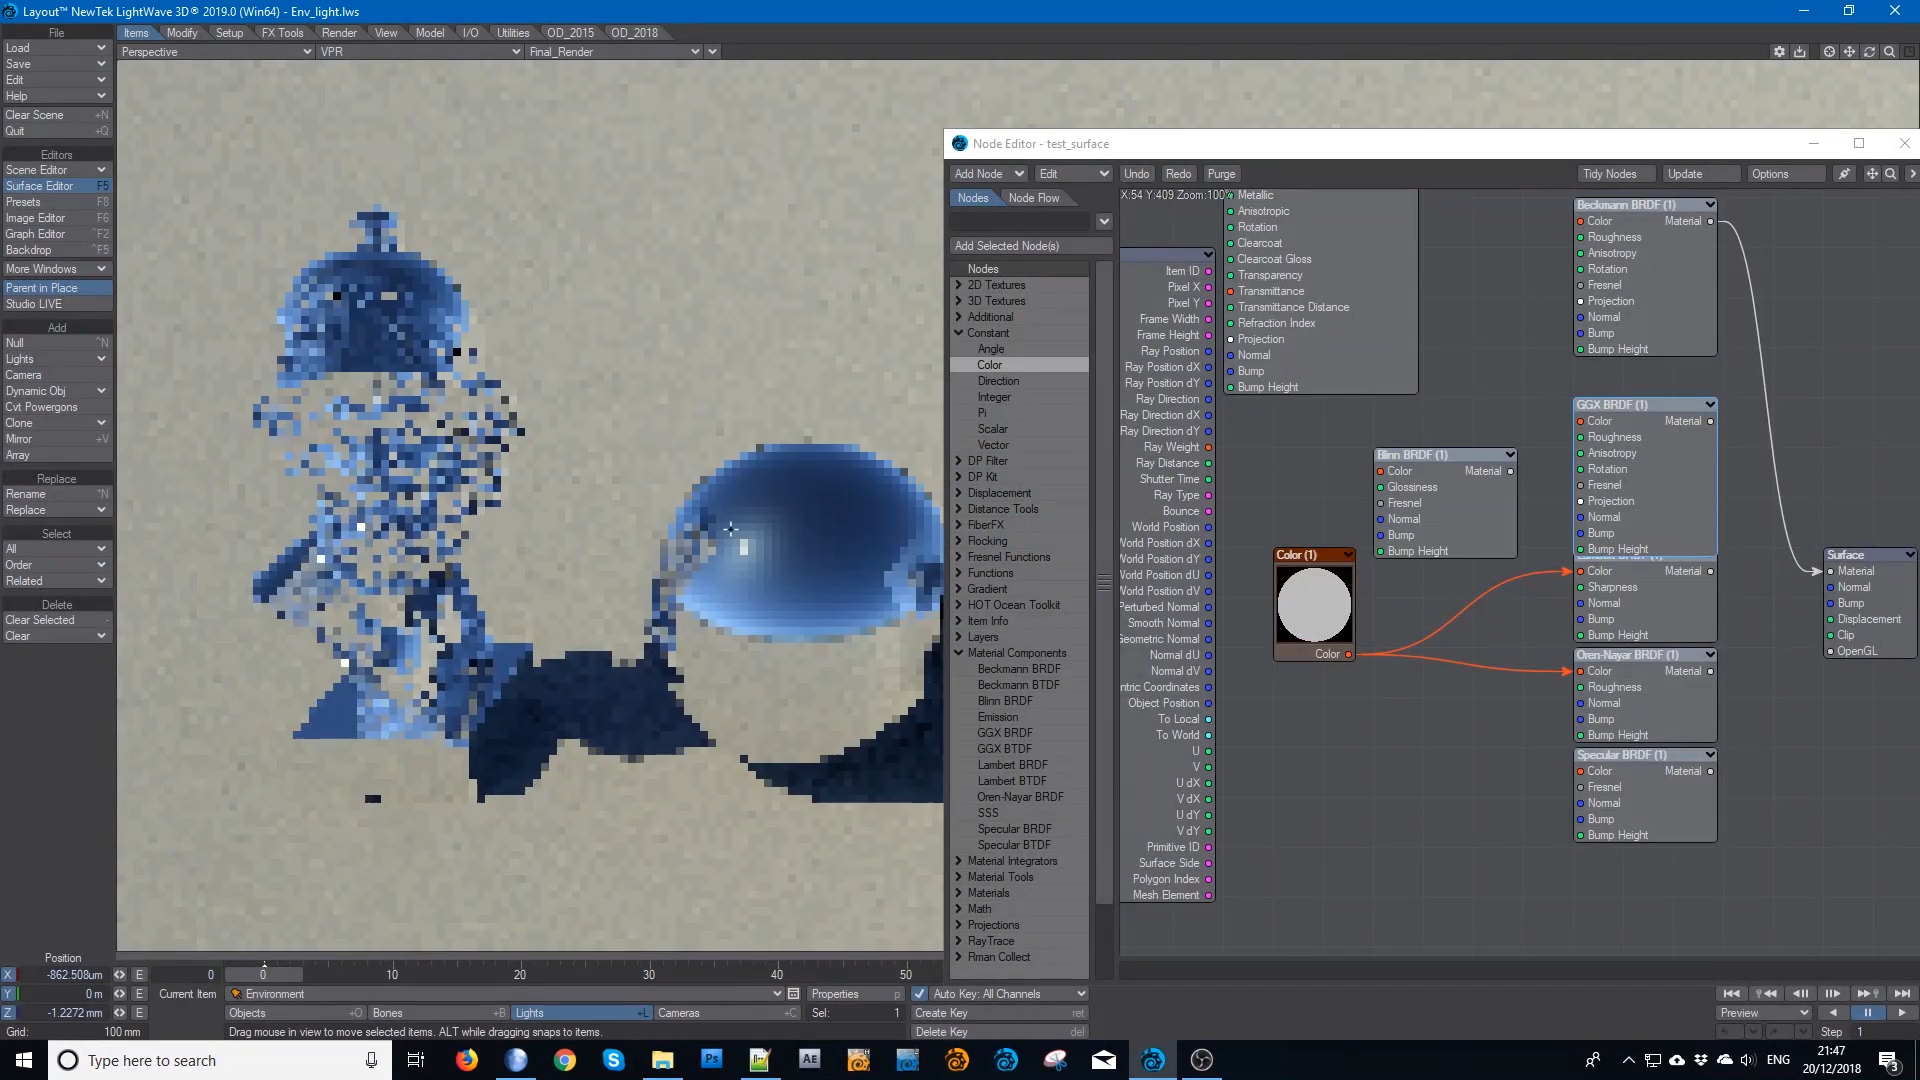 Layout™ NewTek LightWave 3D® 2019.0 (Win64) - Env_light.lws
File
Items Modify Setup FX Tools Render View Model I/O Utilities OD_2015 OD_2018
Load
Perspective VPR Final_Render
Save
Edit
Help
Clear Scene +N
Quit +Q
Editors
Scene Editor
Surface Editor F5
Presets F8
Image Editor F6
Graph Editor ^F2
Backdrop ^F5
More Windows
Parent in Place
Studio LIVE
Add
Null ^N
Lights
Camera
Dynamic Obj
Cvt Powergons
Clone
Mirror +V
Array
Replace
Rename
Replace
Select
All
Order
Related
Delete
Clear Selected -
Clear
Node Editor - test_surface
Add Node Edit Undo Redo Purge Tidy Nodes Update Options
Nodes Node Flow
X:54 Y:409 Zoom:100%
Add Selected Node(s)
Nodes
2D Textures
3D Textures
Additional
Constant
Angle
Color
Direction
Integer
Pi
Scalar
Vector
DP Filter
DP Kit
Displacement
Distance Tools
FiberFX
Flocking
Fresnel Functions
Functions
Gradient
HOT Ocean Toolkit
Item Info
Layers
Material Components
Beckmann BRDF
Beckmann BTDF
Blinn BRDF
Emission
GGX BRDF
GGX BTDF
Lambert BRDF
Lambert BTDF
Oren-Nayar BRDF
SSS
Specular BRDF
Specular BTDF
Material Integrators
Material Tools
Materials
Math
Projections
RayTrace
Rman Collect
Item ID
Pixel X
Pixel Y
Frame Width
Frame Height
Ray Position
Ray Position dX
Ray Position dY
Ray Direction
Ray Direction dX
Ray Direction dY
Ray Weight
Ray Distance
Shutter Time
Ray Type
Bounce
World Position
World Position dX
World Position dY
World Position dU
World Position dV
Perturbed Normal
Smooth Normal
Geometric Normal
Normal dU
Normal dV
ntric Coordinates
Object Position
To Local
To World
U
V
U dX
V dX
U dY
V dY
Primitive ID
Surface Side
Polygon Index
Mesh Element
Metallic
Anisotropic
Rotation
Clearcoat
Clearcoat Gloss
Transparency
Transmittance
Transmittance Distance
Refraction Index
Projection
Normal
Bump
Bump Height
Color (1)
Color
Blinn BRDF (1)
Color Material
Glossiness
Fresnel
Normal
Bump
Bump Height
Beckmann BRDF (1)
Color Material
Roughness
Anisotropy
Rotation
Fresnel
Projection
Normal
Bump
Bump Height
GGX BRDF (1)
Color Material
Roughness
Anisotropy
Rotation
Fresnel
Projection
Normal
Bump
Bump Height
Color Material
Sharpness
Normal
Bump
Bump Height
Oren-Nayar BRDF (1)
Color Material
Roughness
Normal
Bump
Bump Height
Specular BRDF (1)
Color Material
Fresnel
Normal
Bump
Bump Height
Surface
Material
Normal
Bump
Displacement
Clip
OpenGL
Position
X -862.508um E 0 0 10 20 30 40 50
Y 0 m E Current Item Environment Properties p Auto Key: All Channels
Z -1.2272 mm E Objects +O Bones +B Lights +L Cameras +C Sel: 1 Create Key ret Preview
Grid: 100 mm Drag mouse in view to move selected items. ALT while dragging snaps to items. Delete Key del Step 1
Type here to search
Ps
AE
ENG
21:47
20/12/2018
3